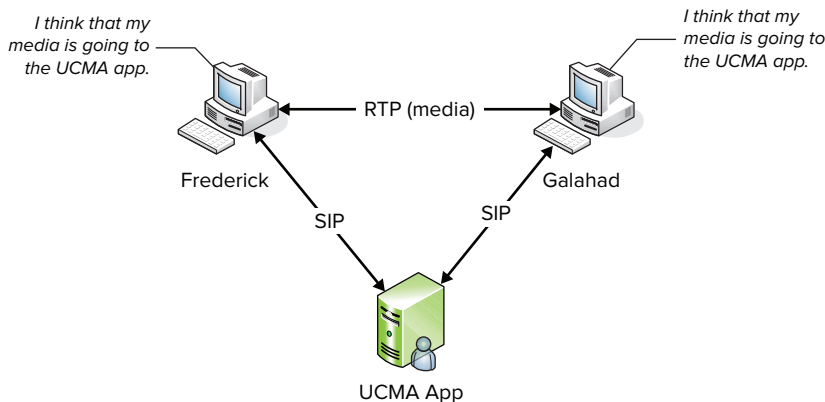 I think that my
media is going to
the UCMA app.
I think that my
media is going to
the UCMA app.
RTP (media)
Frederick
Galahad
SIP
SIP
UCMA App